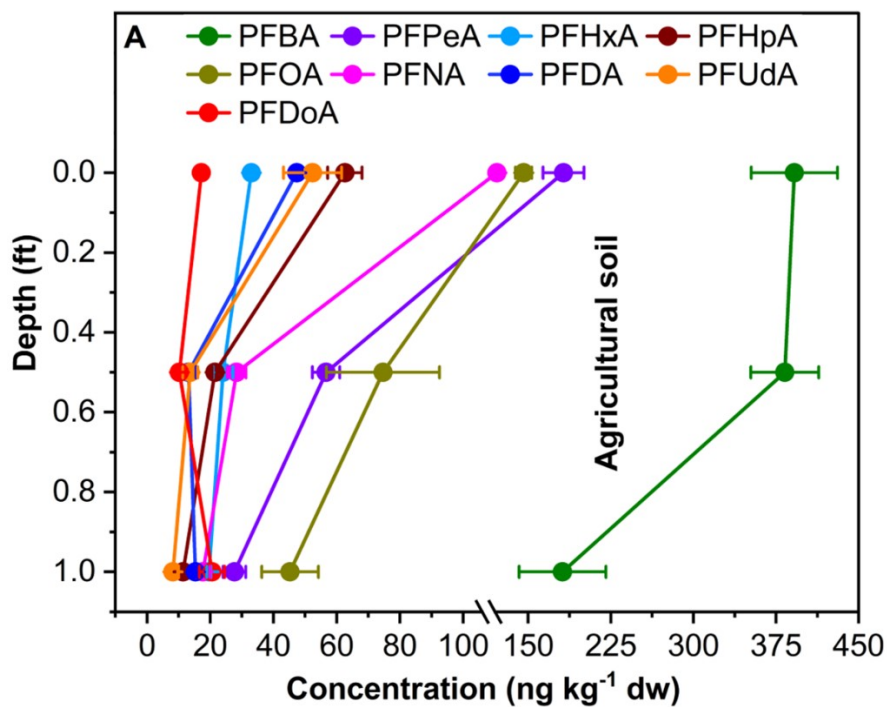 A PFBA PFPeA PFHxA PFHpA
PFOA PFNA PFDA PFUdA
PFDoA
0.0
0.2
0.4
0.6
0.8
1.0
Depth (ft)
Agricultural soil
0 20 40 60 80 100 150 225 300 375 450
Concentration (ng kg⁻¹ dw)